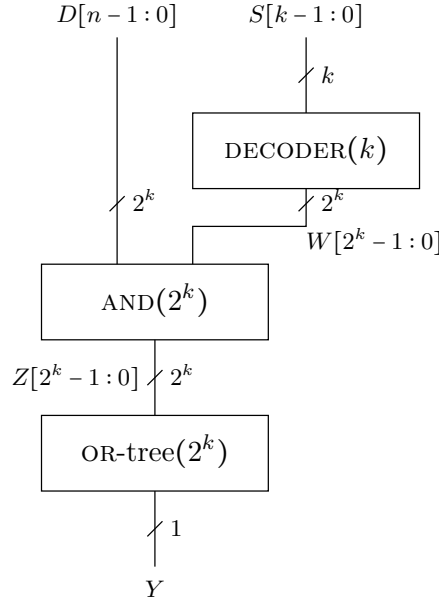 D[n − 1 : 0] S[k − 1 : 0]
k
DECODER(k)
2^k 2^k
W[2^k − 1 : 0]
AND(2^k)
Z[2^k − 1 : 0] 2^k
OR-tree(2^k)
1
Y